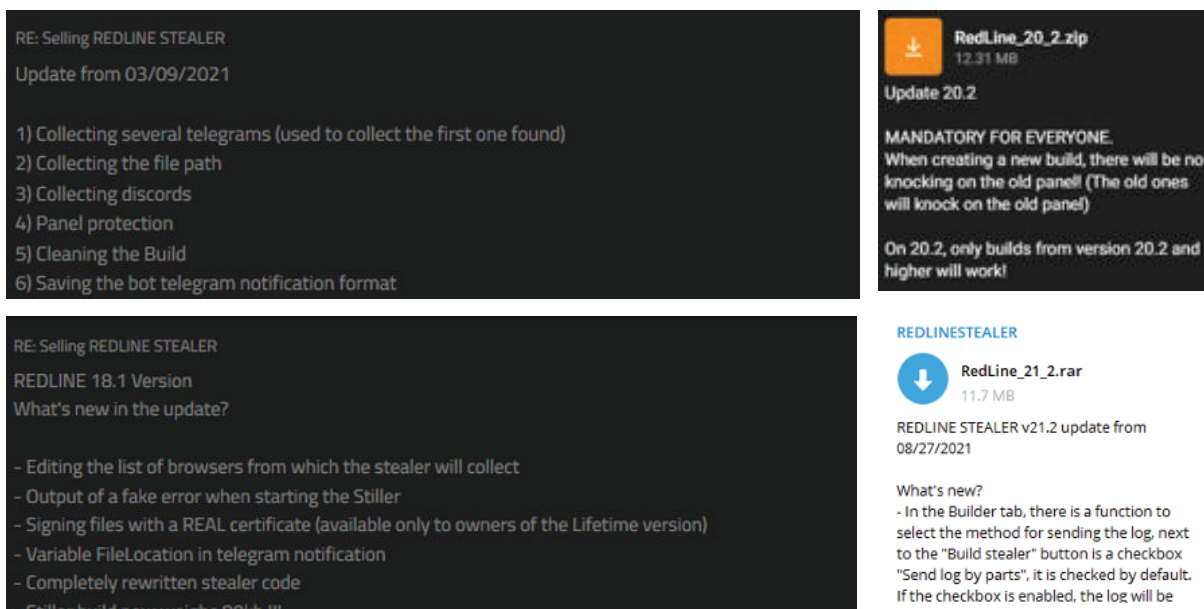 RE: Selling REDLINE STEALER
Update from 03/09/2021
1) Collecting several telegrams (used to collect the first one found)
2) Collecting the file path
3) Collecting discords
4) Panel protection
5) Cleaning the Build
6) Saving the bot telegram notification format
RedLine_20_2.zip
12.31 MB
Update 20.2
MANDATORY FOR EVERYONE.
When creating a new build, there will be no
knocking on the old panel! (The old ones
will knock on the old panel)
On 20.2, only builds from version 20.2 and
higher will work!
RE: Selling REDLINE STEALER
REDLINE 18.1 Version
What's new in the update?
- Editing the list of browsers from which the stealer will collect
- Output of a fake error when starting the Stiller
- Signing files with a REAL certificate (available only to owners of the Lifetime version)
- Variable FileLocation in telegram notification
- Completely rewritten stealer code
REDLINESTEALER
RedLine_21_2.rar
11.7 MB
REDLINE STEALER v21.2 update from
08/27/2021
What's new?
- In the Builder tab, there is a function to
select the method for sending the log, next
to the "Build stealer" button is a checkbox
"Send log by parts", it is checked by default.
If the checkbox is enabled, the log will be